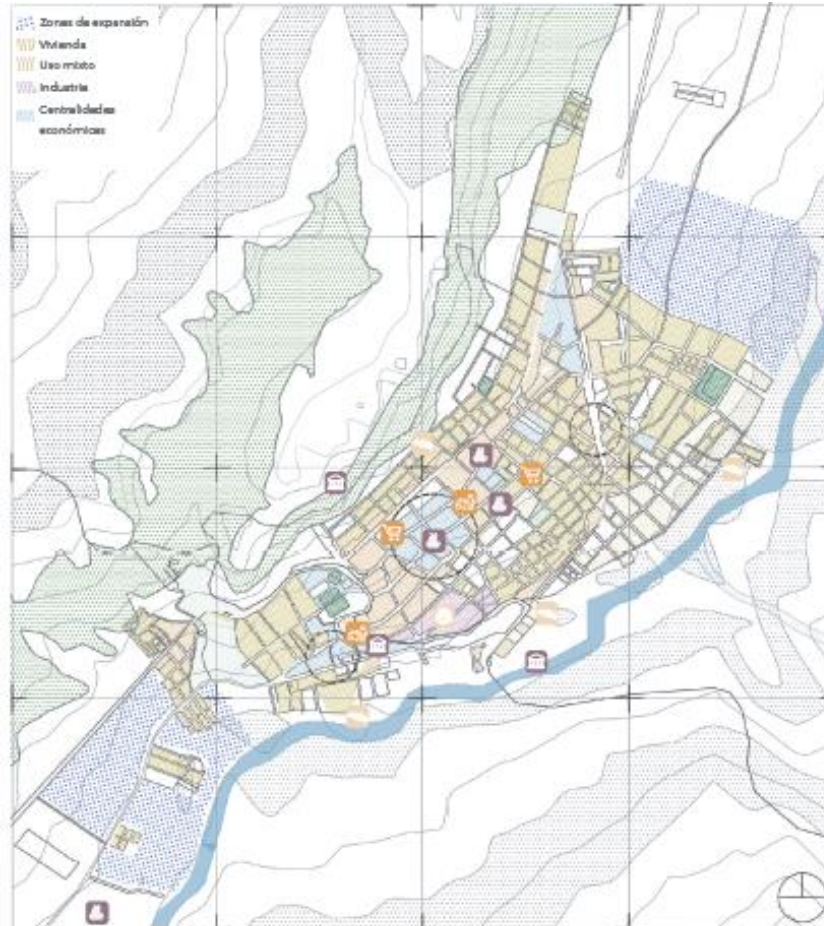 Zonas de expansión
Vivienda
Uso mixto
Industria
Centralidades
económicas